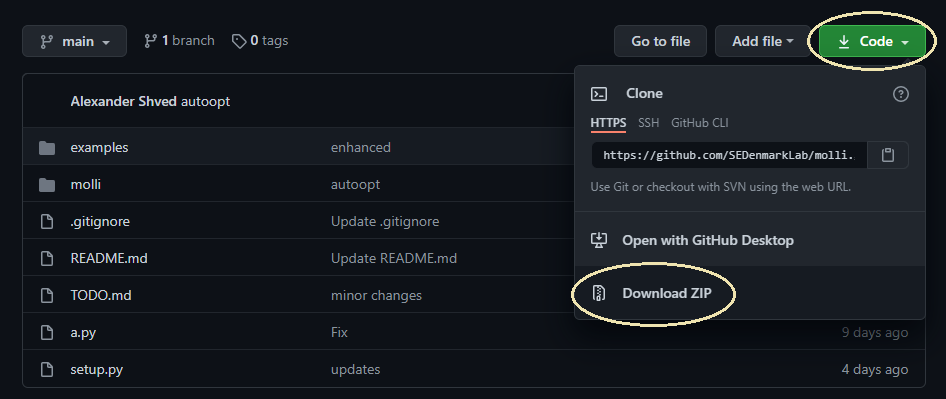 main 1 branch 0 tags Go to file Add file Code
Alexander Shved autoopt
Clone
HTTPS SSH GitHub CLI
https://github.com/SEDenmarkLab/molli.
Use Git or checkout with SVN using the web URL.
Open with GitHub Desktop
Download ZIP
examples enhanced
molli autoopt
.gitignore Update .gitignore
README.md Update README.md
TODO.md minor changes
a.py Fix 9 days ago
setup.py updates 4 days ago